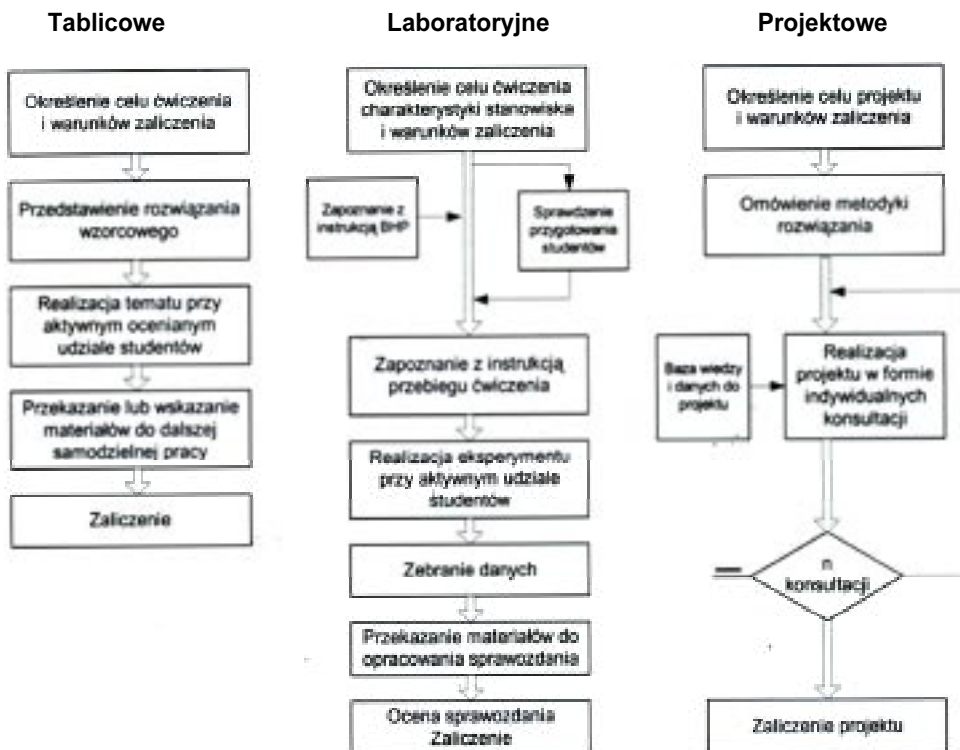 Tablicowe
Określenie celu ćwiczenia
i warunków zaliczenia
Przedstawienie rozwiązania
wzorcowego
Realizacja tematu przy
aktywnym ocenianym
udziale studentów
Przekazanie lub wskazanie
materiałów do dalszej
samodzielnej pracy
Zaliczenie
Laboratoryjne
Określenie celu ćwiczenia
charakterystyki stanowiska
i warunków zaliczenia
Zapoznanie z
instrukcją BHP
Sprawdzenie
przygotowania
studentów
Zapoznanie z instrukcją
przebiegu ćwiczenia
Realizacja eksperymentu
przy aktywnym udziale
studentów
Zebranie danych
Przekazanie materiałów do
opracowania sprawozdania
Ocena sprawozdania
Zaliczenie
Projektowe
Określenie celu projektu
i warunków zaliczenia
Omówienie metodyki
rozwiązania
Baza wiedzy
i danych do
projektu
Realizacja
projektu w formie
indywidualnych
konsultacji
n
konsultacji
Zaliczenie projektu